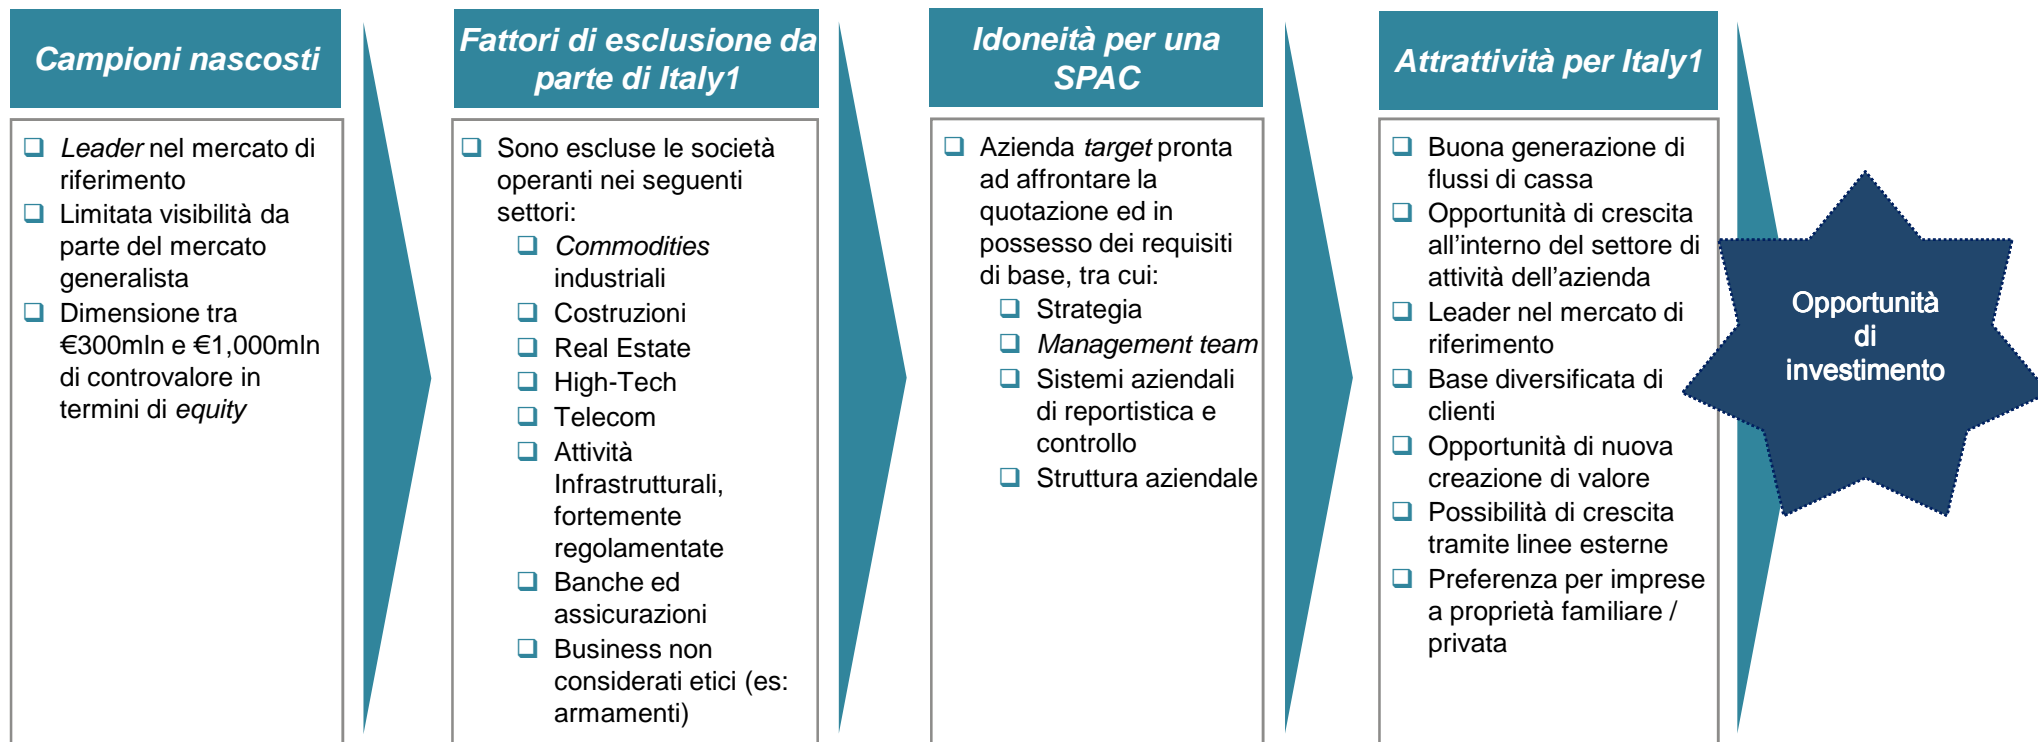 Campioni nascosti
Leader nel mercato di
riferimento
Limitata visibilità da
parte del mercato
generalista
Dimensione tra
€300mln e €1,000mln
di controvalore in
termini di equity
Fattori di esclusione da
parte di Italy1
Sono escluse le società
operanti nei seguenti
settori:
Commodities
industriali
Costruzioni
Real Estate
High-Tech
Telecom
Attività
Infrastrutturali,
fortemente
regolamentate
Banche ed
assicurazioni
Business non
considerati etici (es:
armamenti)
Idoneità per una
SPAC
Azienda target pronta
ad affrontare la
quotazione ed in
possesso dei requisiti
di base, tra cui:
Strategia
Management team
Sistemi aziendali
di reportistica e
controllo
Struttura aziendale
Attrattività per Italy1
Buona generazione di
flussi di cassa
Opportunità di crescita
all’interno del settore di
attività dell’azienda
Leader nel mercato di
riferimento
Base diversificata di
clienti
Opportunità di nuova
creazione di valore
Possibilità di crescita
tramite linee esterne
Preferenza per imprese
a proprietà familiare /
privata
Opportunità
di
investimento